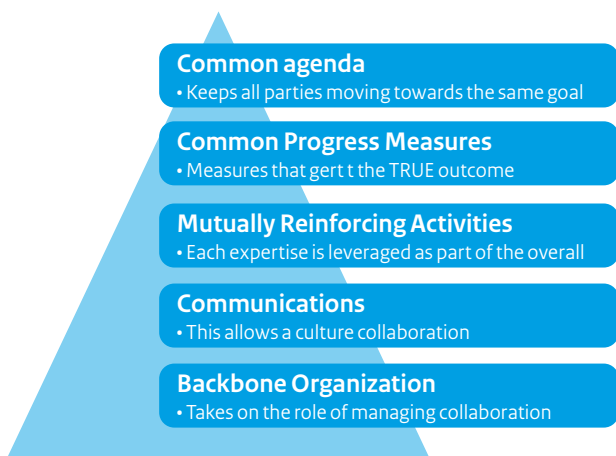 Common agenda
• Keeps all parties moving towards the same goal
Common Progress Measures
• Measures that gert t the TRUE outcome
Mutually Reinforcing Activities
• Each expertise is leveraged as part of the overall
Communications
• This allows a culture collaboration
Backbone Organization
• Takes on the role of managing collaboration